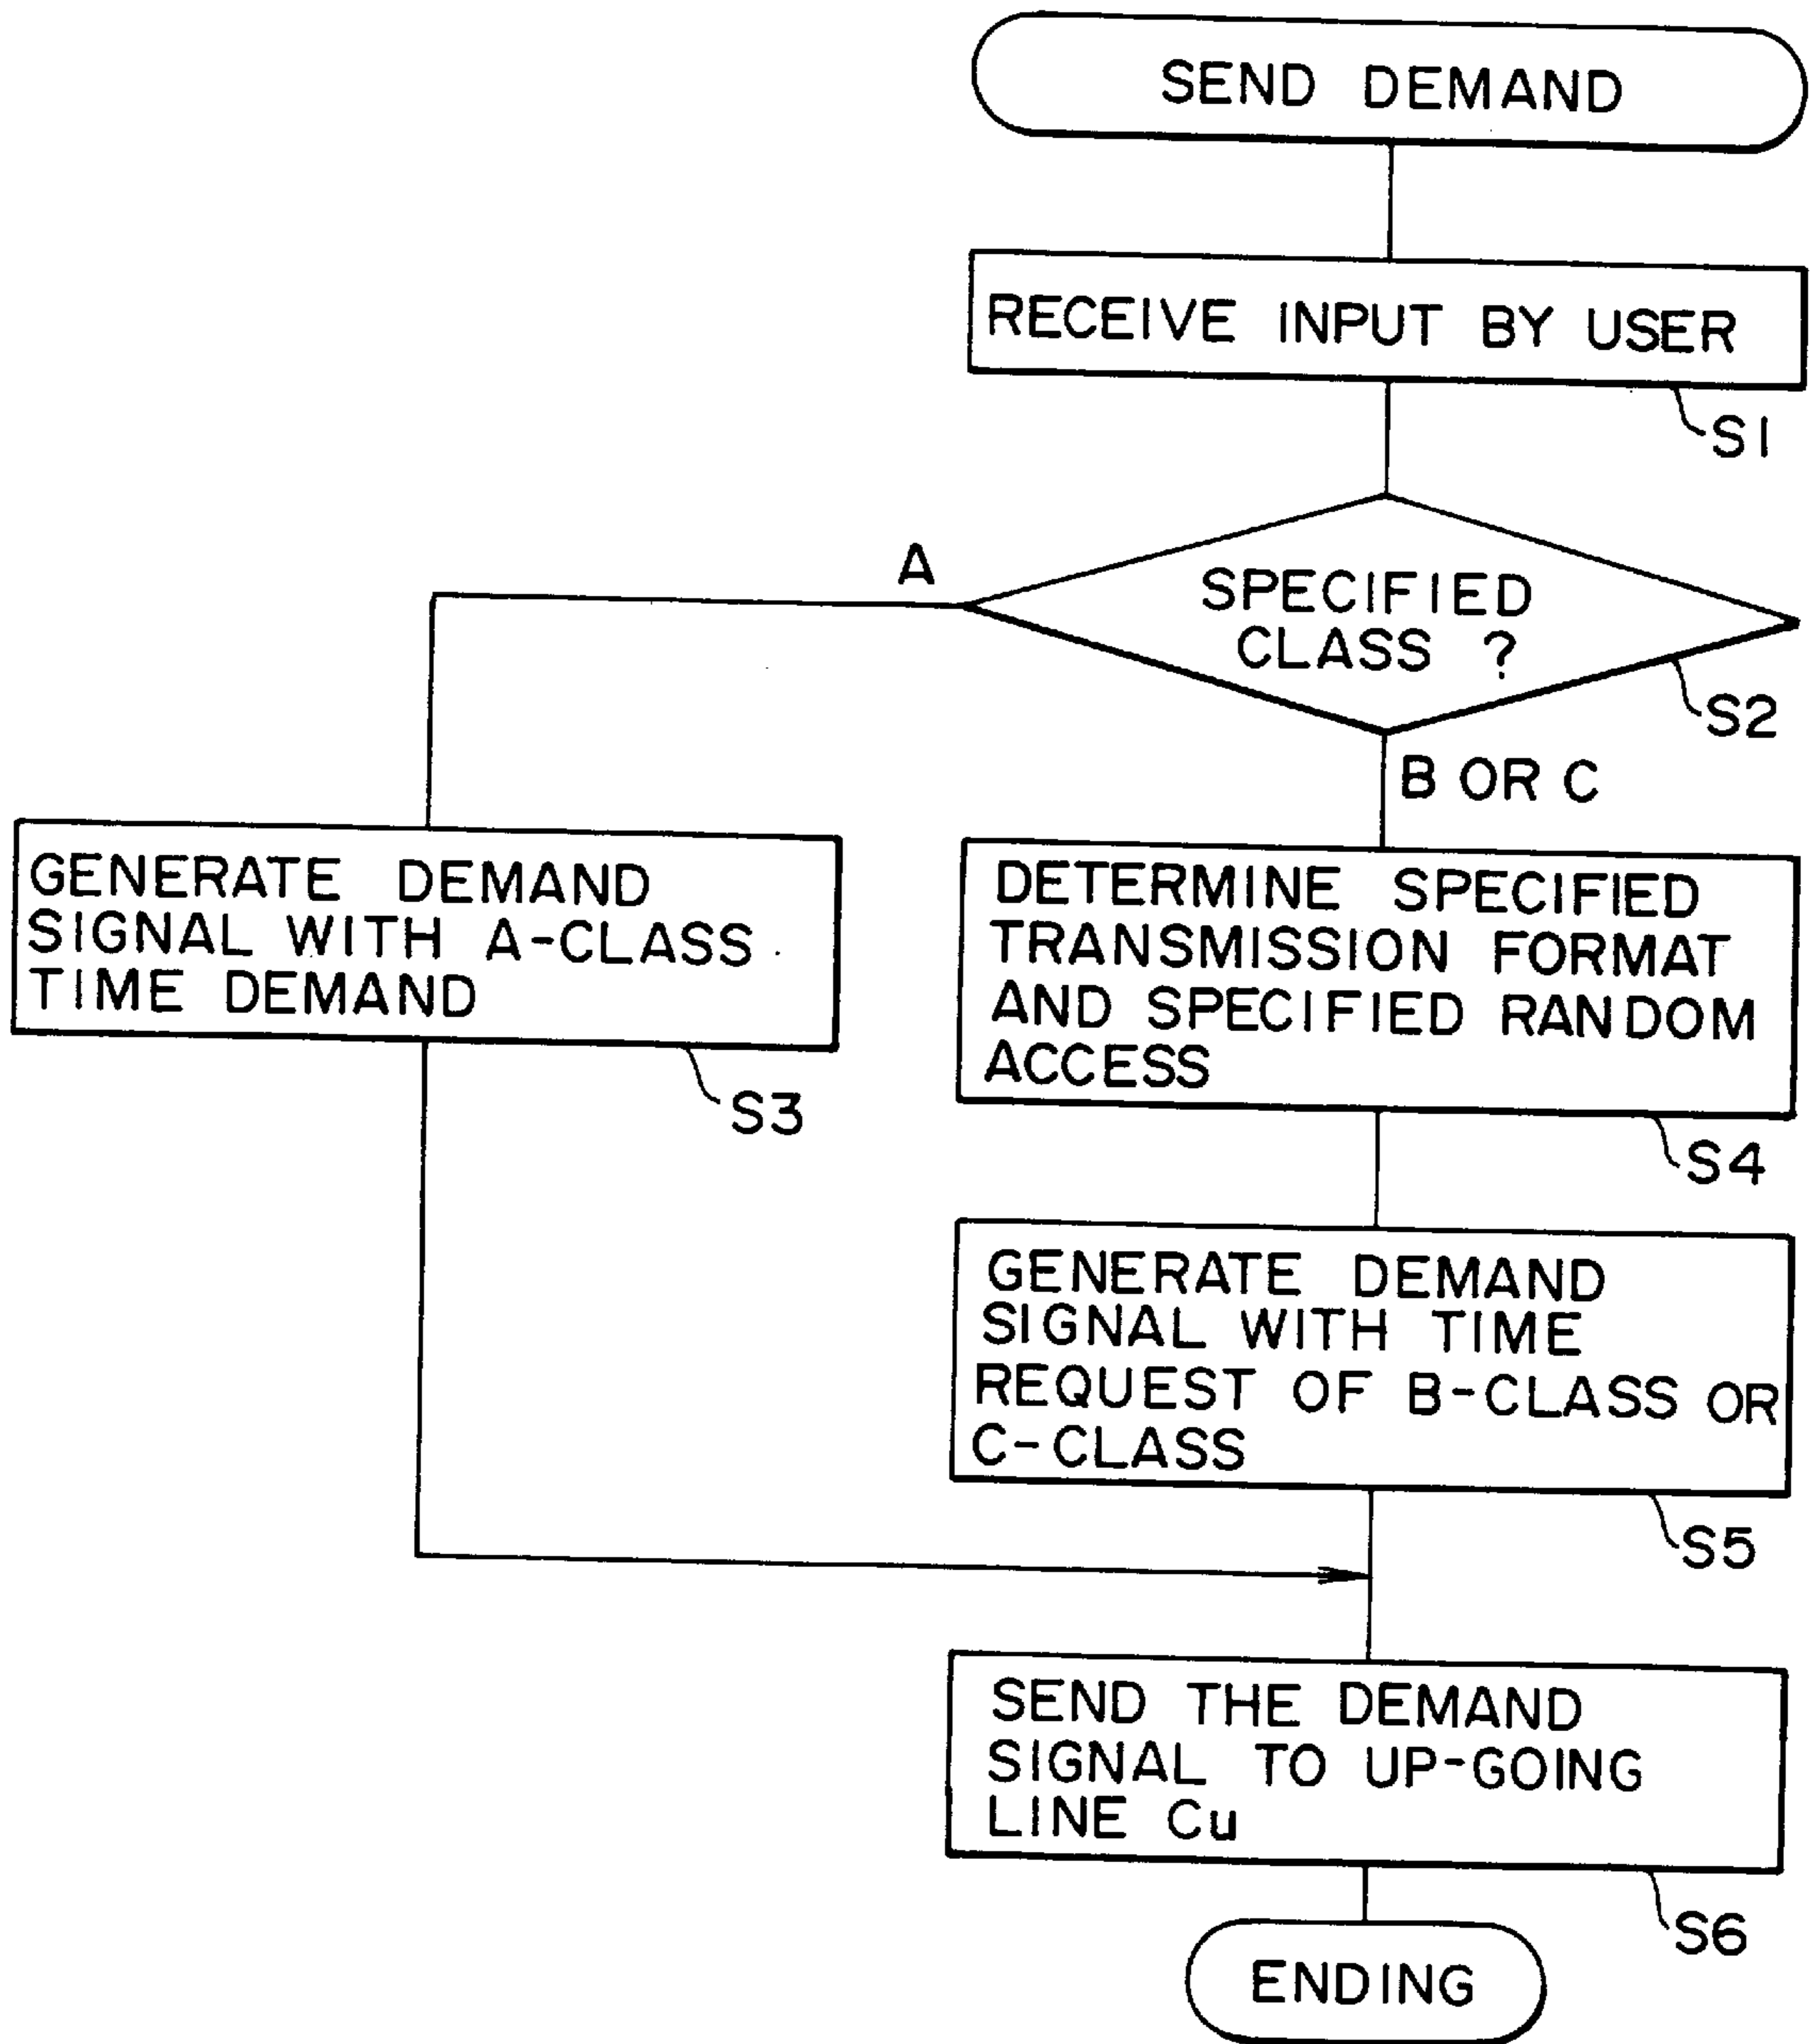 SEND DEMAND
RECEIVE INPUT BY USER
S1
A
SPECIFIED
CLASS ?
S2
B OR C
GENERATE DEMAND
SIGNAL WITH A-CLASS
TIME DEMAND
S3
DETERMINE SPECIFIED
TRANSMISSION FORMAT
AND SPECIFIED RANDOM
ACCESS
S4
GENERATE DEMAND
SIGNAL WITH TIME
REQUEST OF B-CLASS OR
C-CLASS
S5
SEND THE DEMAND
SIGNAL TO UP-GOING
LINE Cu
S6
ENDING